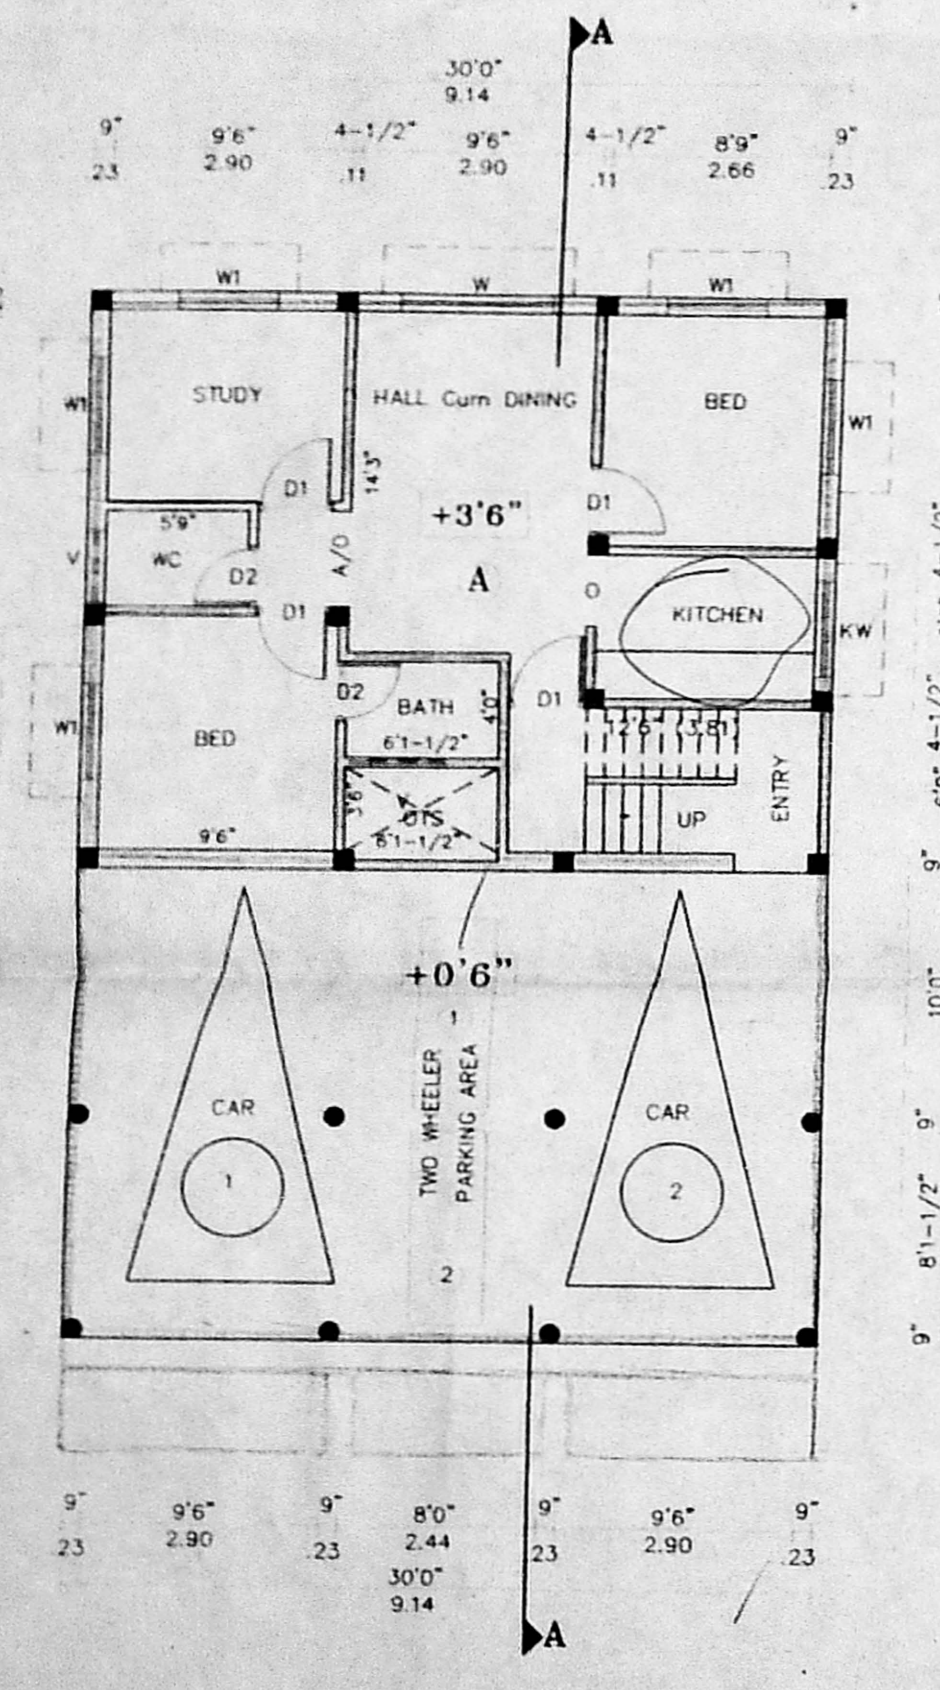 A
30'0"
9.14
9" 9'6" 4-1/2" 9'6" 4-1/2" 8'9" 9"
23 2.90 .11 2.90 .11 2.66 .23
W1 W W1
STUDY HALL Cum DINING BED
W1 W1
14'3"
D1 +3'6" D1
5'9"
V WC D2 A/O A O KITCHEN
D1 KW
W1 D2 BATH 4'0" D1
BED 6'1-1/2" 12'6" (3.81)
3'6" OTS UP ENTRY
9'6" 6'1-1/2"
9"
+0'6"
10'0"
1
TWO WHEELER
PARKING AREA
CAR CAR
9"
1 2
8'1-1/2"
2
9"
9" 9'6" 9" 8'0" 9" 9'6" 9"
23 2.90 .23 2.44 23 2.90 .23
30'0"
9.14
A